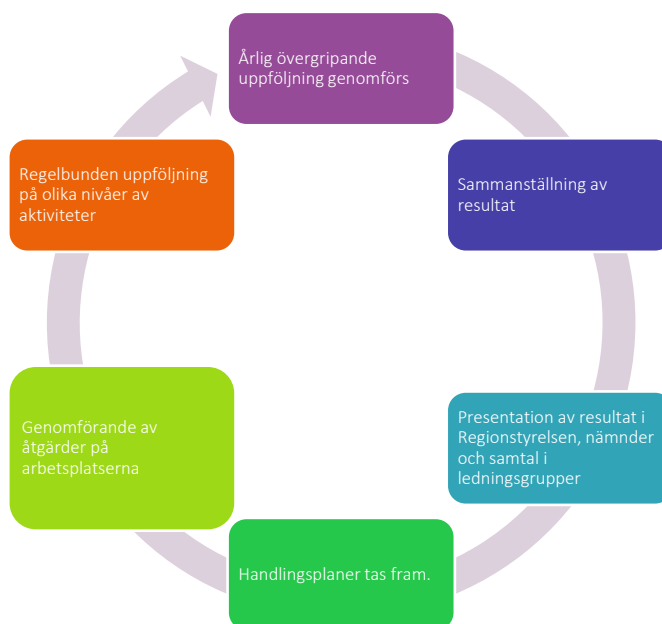 Årlig övergripande
uppföljning genomförs
Sammanställning av
resultat
Presentation av resultat i
Regionstyrelsen, nämnder
och samtal i
ledningsgrupper
Handlingsplaner tas fram.
Genomförande av
åtgärder på
arbetsplatserna
Regelbunden uppföljning
på olika nivåer av
aktiviteter